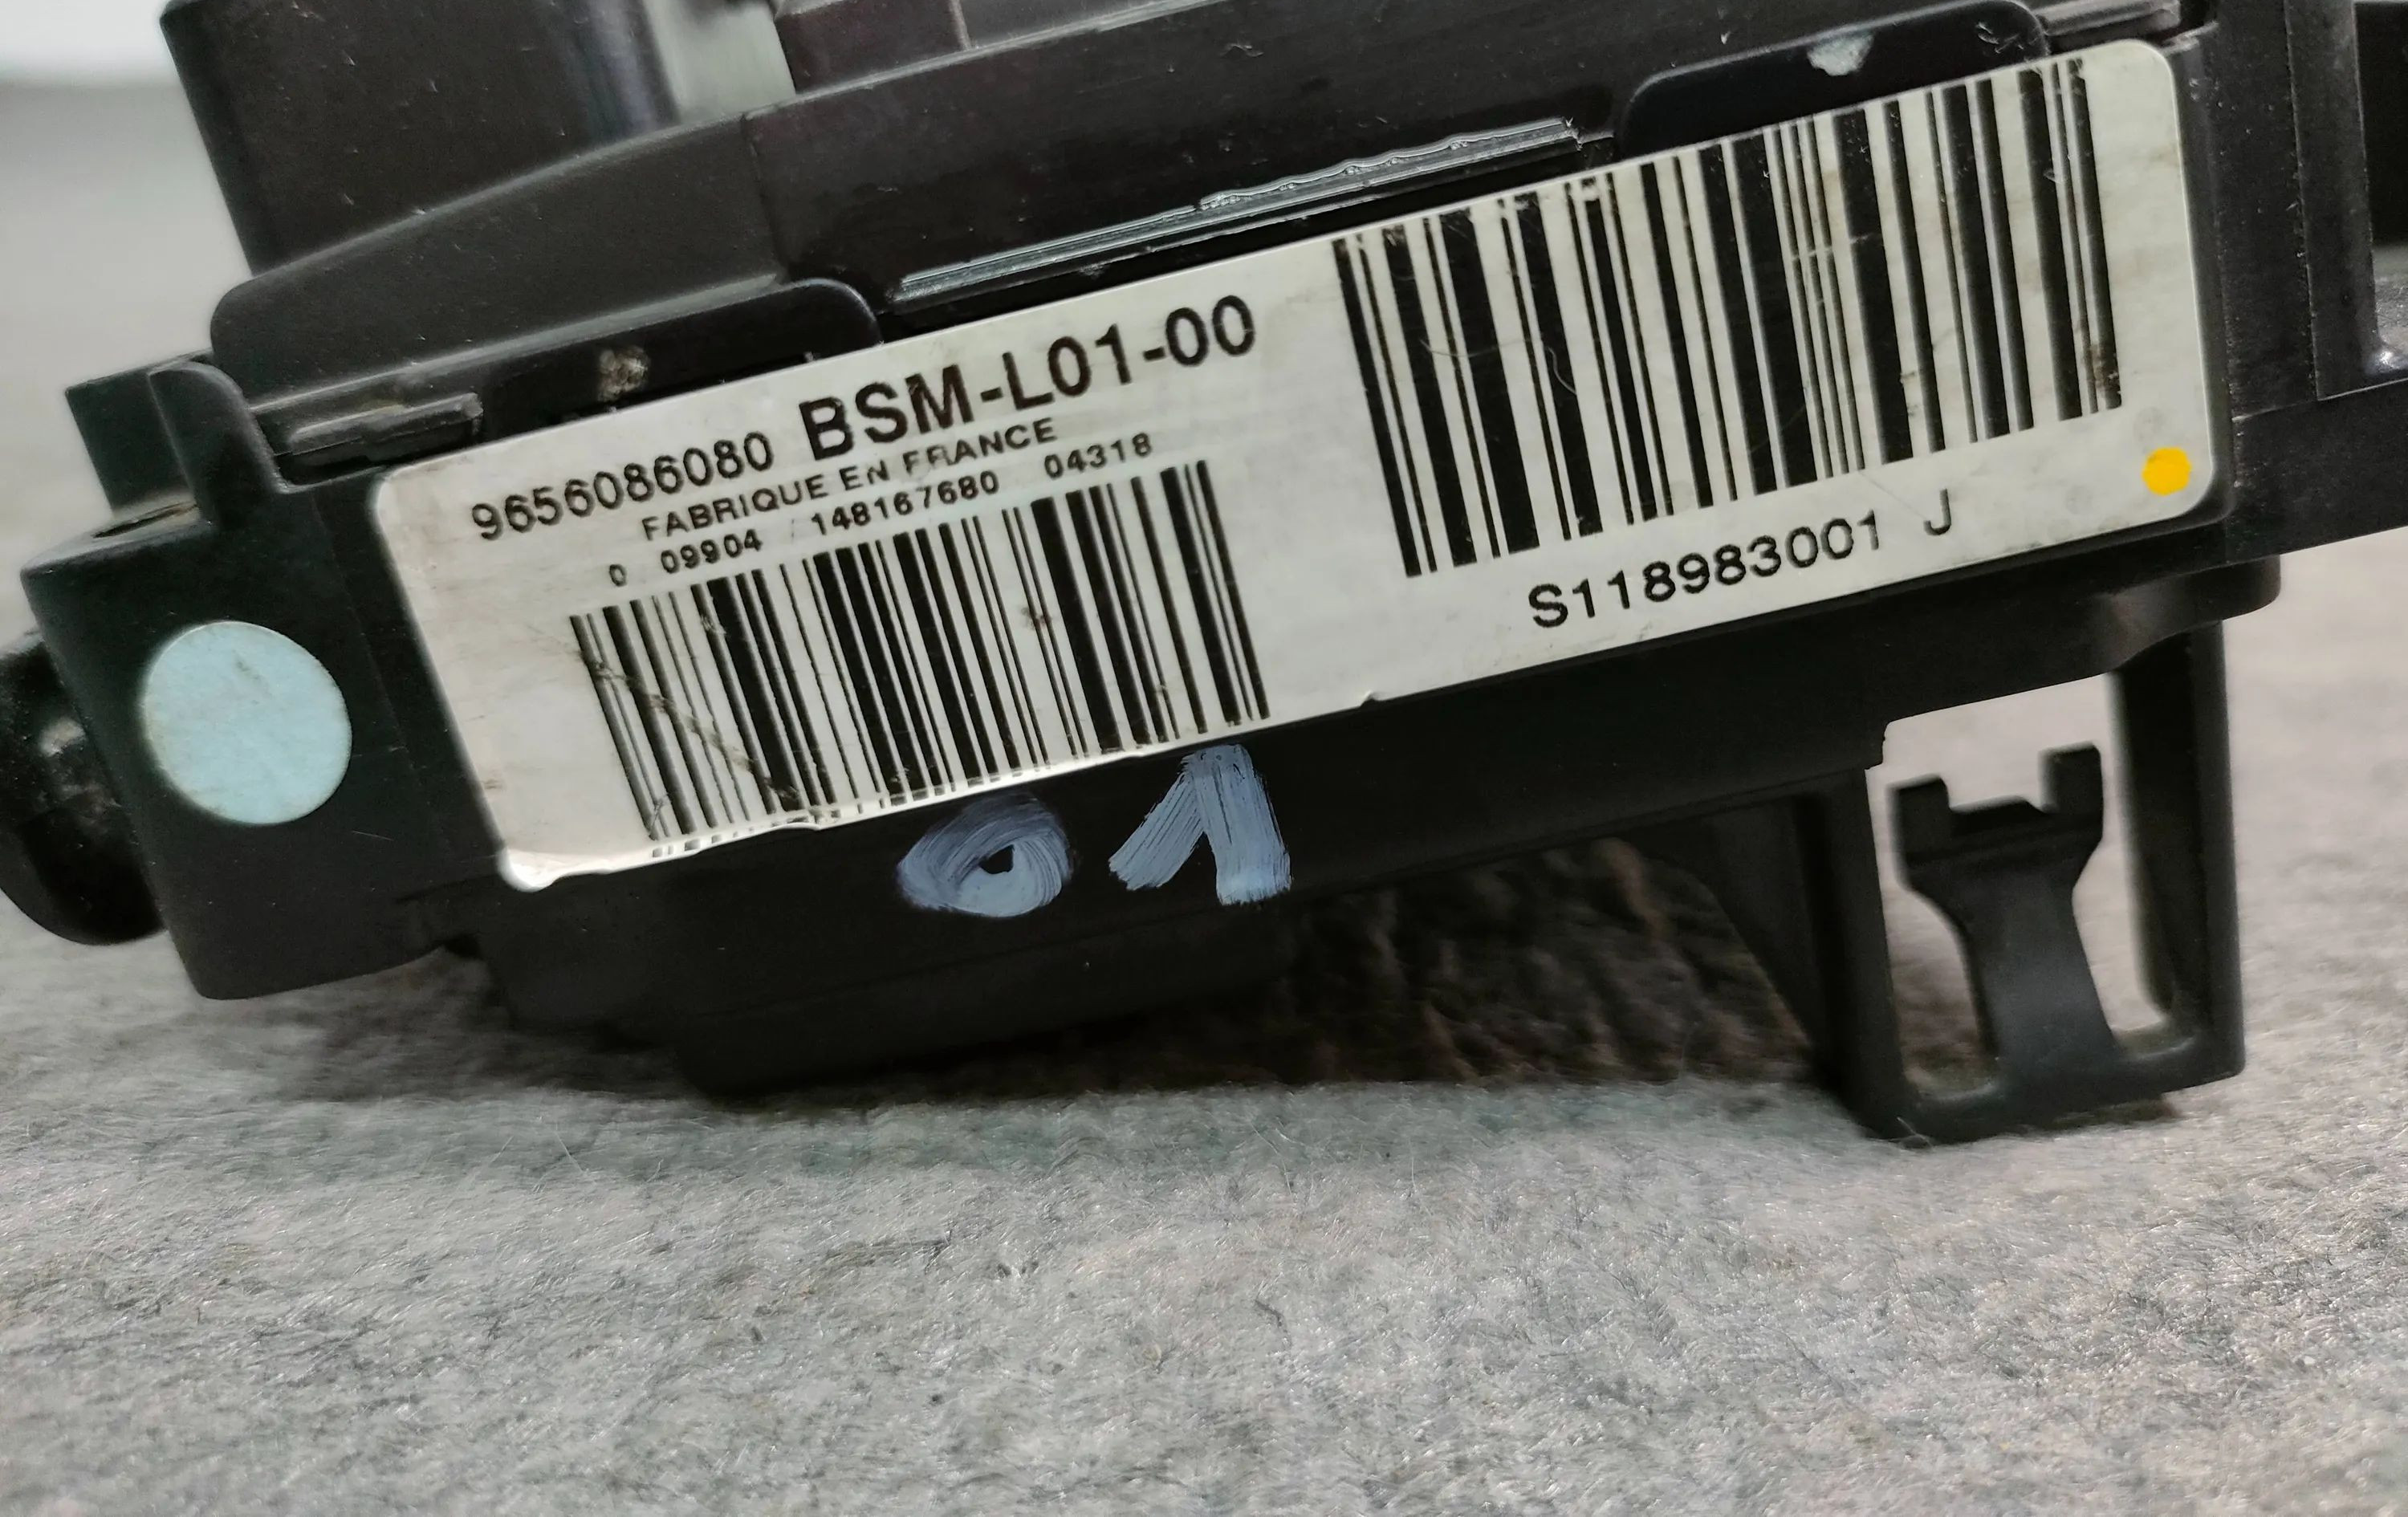 9656086080 BSM-L01-00
FABRIQUE EN FRANCE
0 09904 148167680 04318
S118983001 J
01